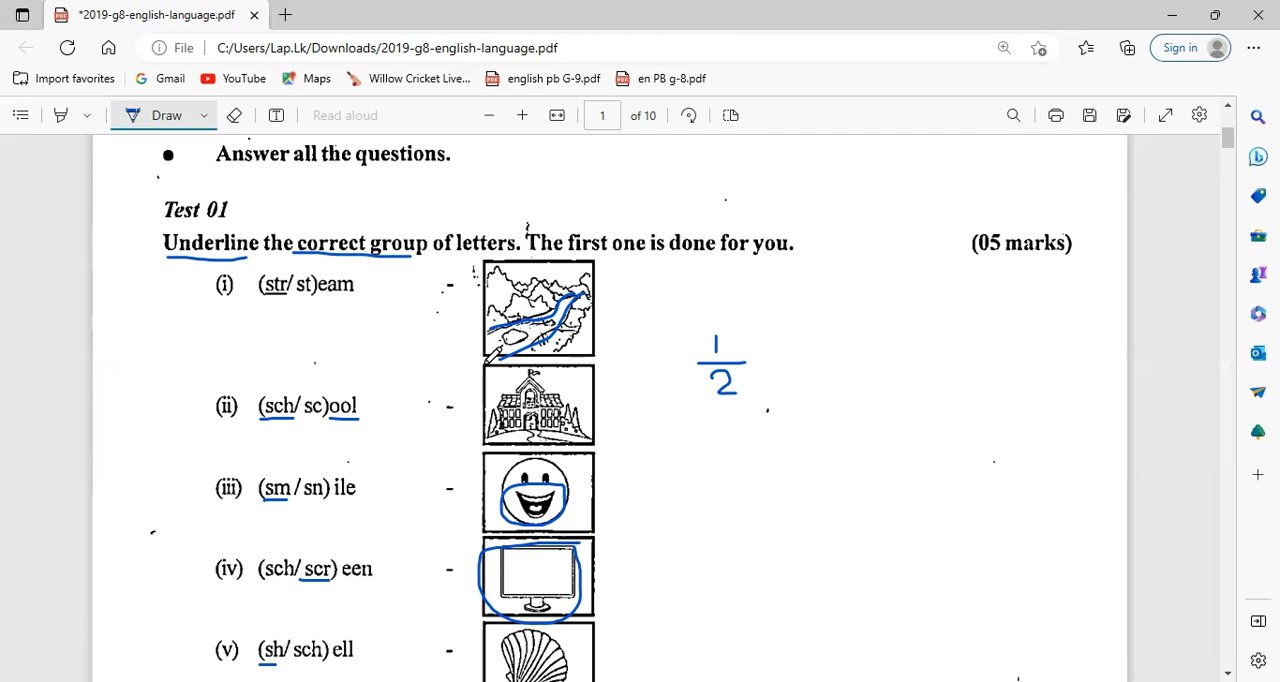 *2019-g8-english-language.pdf
File
C:/Users/Lap.Lk/Downloads/2019-g8-english-language.pdf
Sign in
Import favorites
Gmail
YouTube
Maps
Willow Cricket Live...
english pb G-9.pdf
en PB g-8.pdf
Draw
Read aloud
1
of 10
● Answer all the questions.
Test 01
Underline the correct group of letters. The first one is done for you. (05 marks)
(i) (str/ st)eam -
(ii) (sch/ sc)ool -
(iii) (sm / sn) ile -
(iv) (sch/ scr) een -
(v) (sh/ sch) ell -
1
2